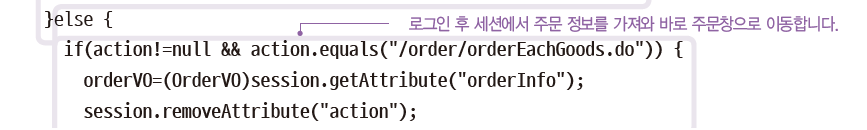 }else {
로그인 후 세션에서 주문 정보를 가져와 바로 주문창으로 이동합니다.
if(action!=null && action.equals("/order/orderEachGoods.do")) {
orderVO=(OrderVO)session.getAttribute("orderInfo");
session.removeAttribute("action");